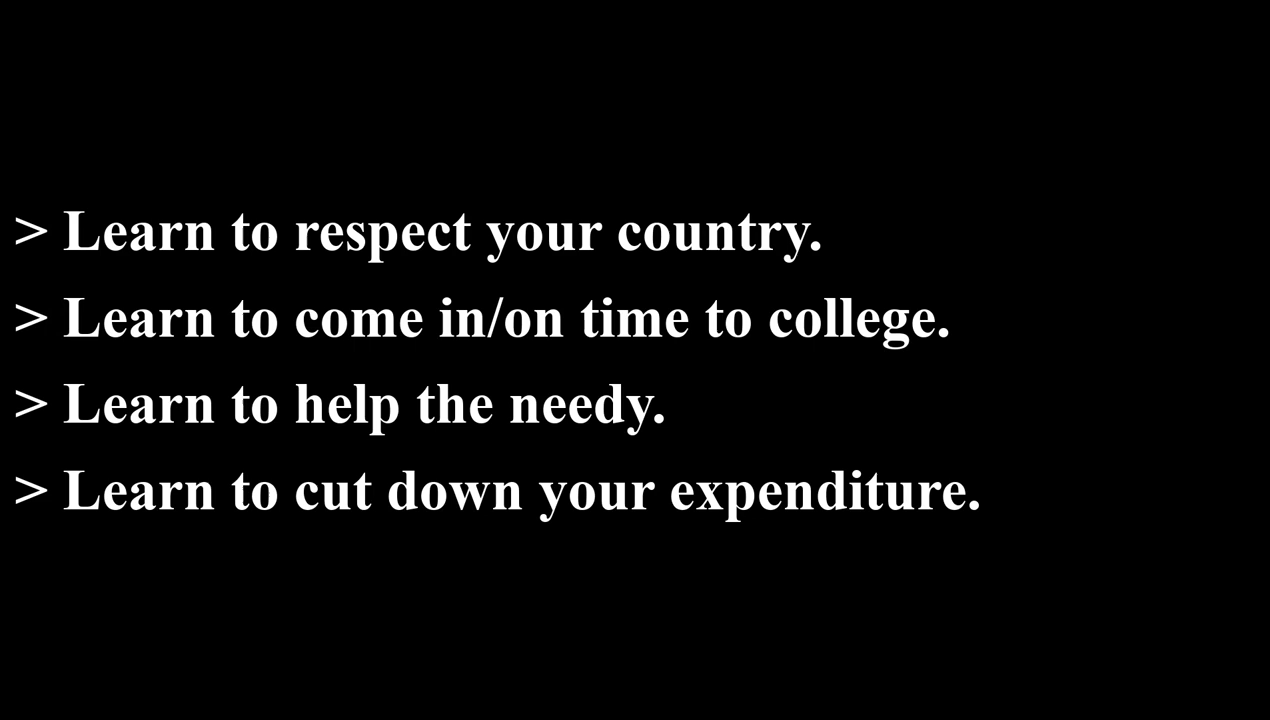 > Learn to respect your country.
> Learn to come in/on time to college.
> Learn to help the needy.
> Learn to cut down your expenditure.